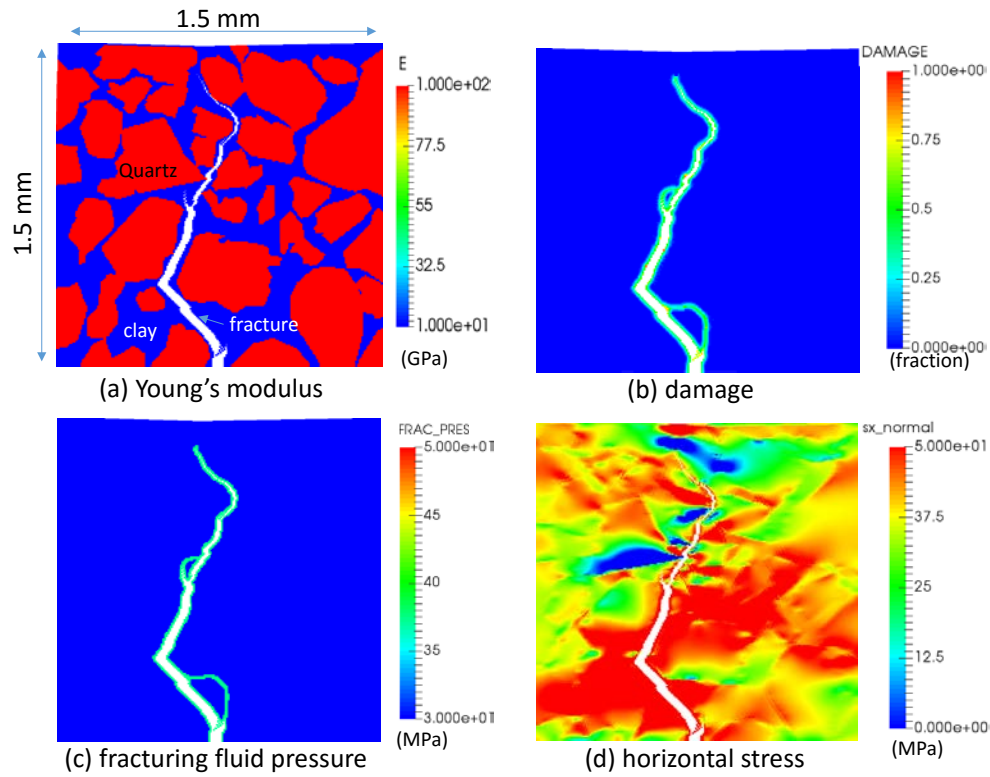 1.5 mm
1.5 mm
E
1.000e+02
77.5
55
32.5
1.000e+01
(GPa)
Quartz
clay
fracture
(a) Young's modulus
DAMAGE
1.000e+00
0.75
0.5
0.25
0.000e+00
(fraction)
(b) damage
FRAC_PRES
5.000e+01
45
40
35
3.000e+01
(MPa)
(c) fracturing fluid pressure
sx_normal
5.000e+01
37.5
25
12.5
0.000e+00
(MPa)
(d) horizontal stress